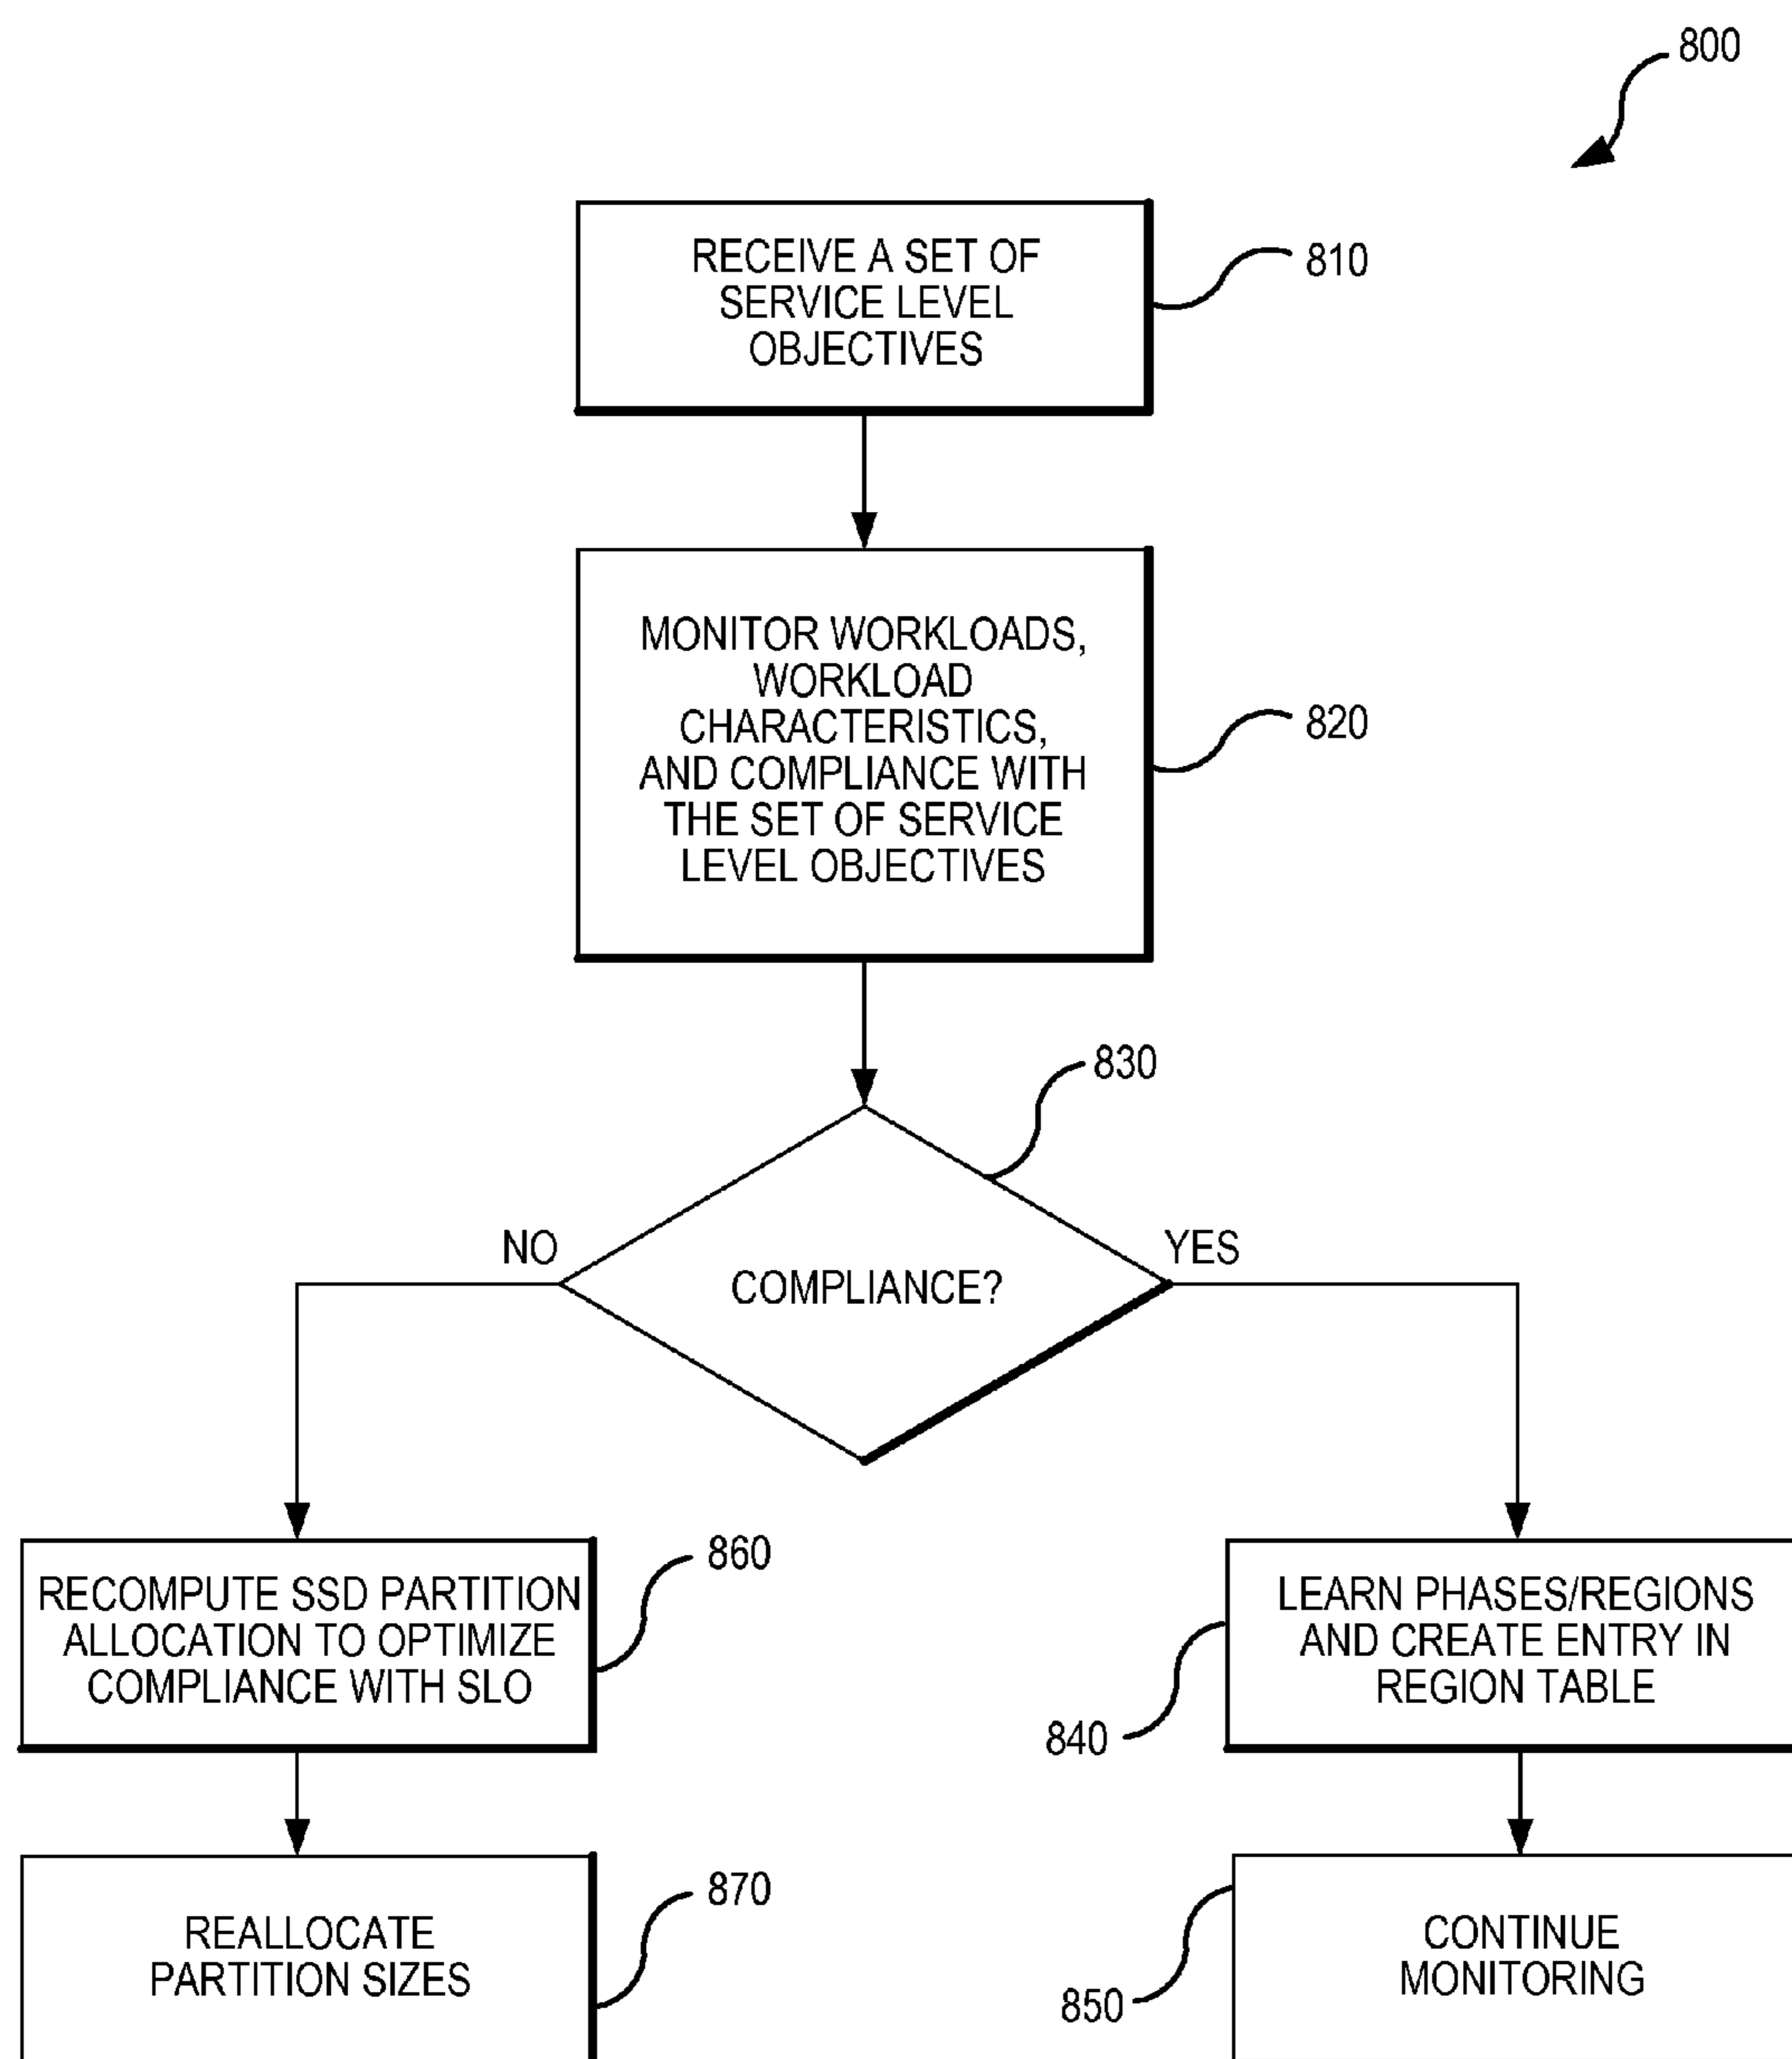 800
RECEIVE A SET OF
SERVICE LEVEL
OBJECTIVES
810
MONITOR WORKLOADS,
WORKLOAD
CHARACTERISTICS,
AND COMPLIANCE WITH
THE SET OF SERVICE
LEVEL OBJECTIVES
820
830
NO
YES
COMPLIANCE?
RECOMPUTE SSD PARTITION
ALLOCATION TO OPTIMIZE
COMPLIANCE WITH SLO
860
LEARN PHASES/REGIONS
AND CREATE ENTRY IN
REGION TABLE
840
REALLOCATE
PARTITION SIZES
870
CONTINUE
MONITORING
850